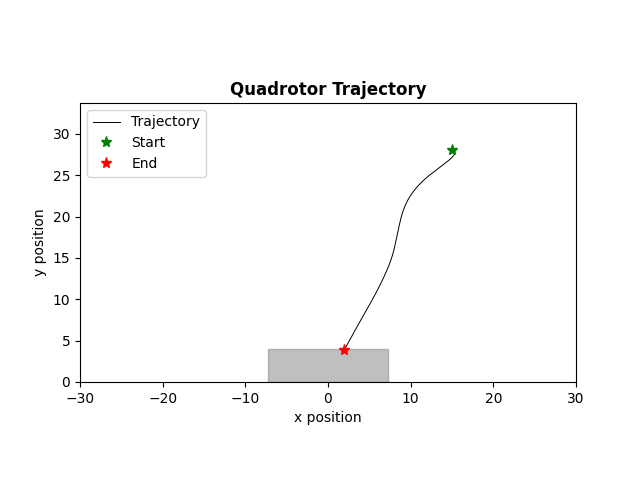 Quadrotor Trajectory
Trajectory
Start
End
30
25
20
15
10
5
0
y position
−30
−20
−10
0
10
20
30
x position